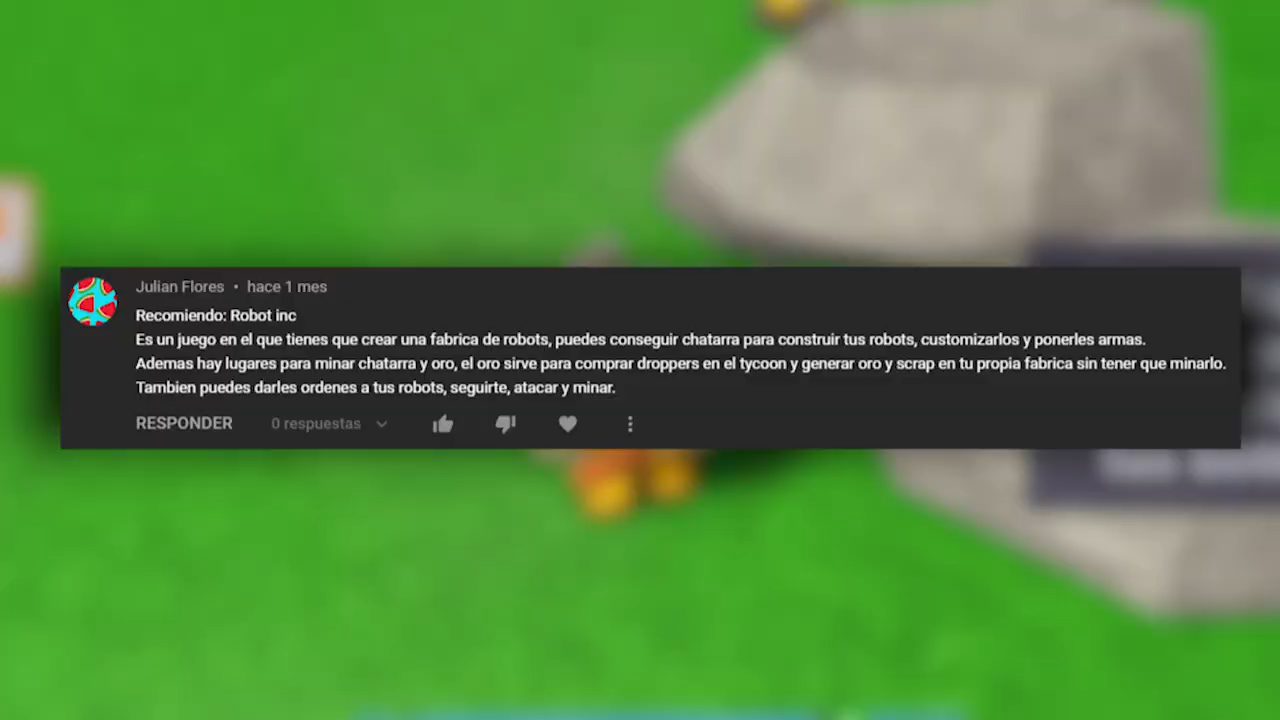 Julian Flores • hace 1 mes
Recomiendo: Robot inc
Es un juego en el que tienes que crear una fabrica de robots, puedes conseguir chatarra para construir tus robots, customizarlos y ponerles armas.
Ademas hay lugares para minar chatarra y oro, el oro sirve para comprar droppers en el tycoon y generar oro y scrap en tu propia fabrica sin tener que minarlo.
Tambien puedes darles ordenes a tus robots, seguirte, atacar y minar.
RESPONDER 0 respuestas